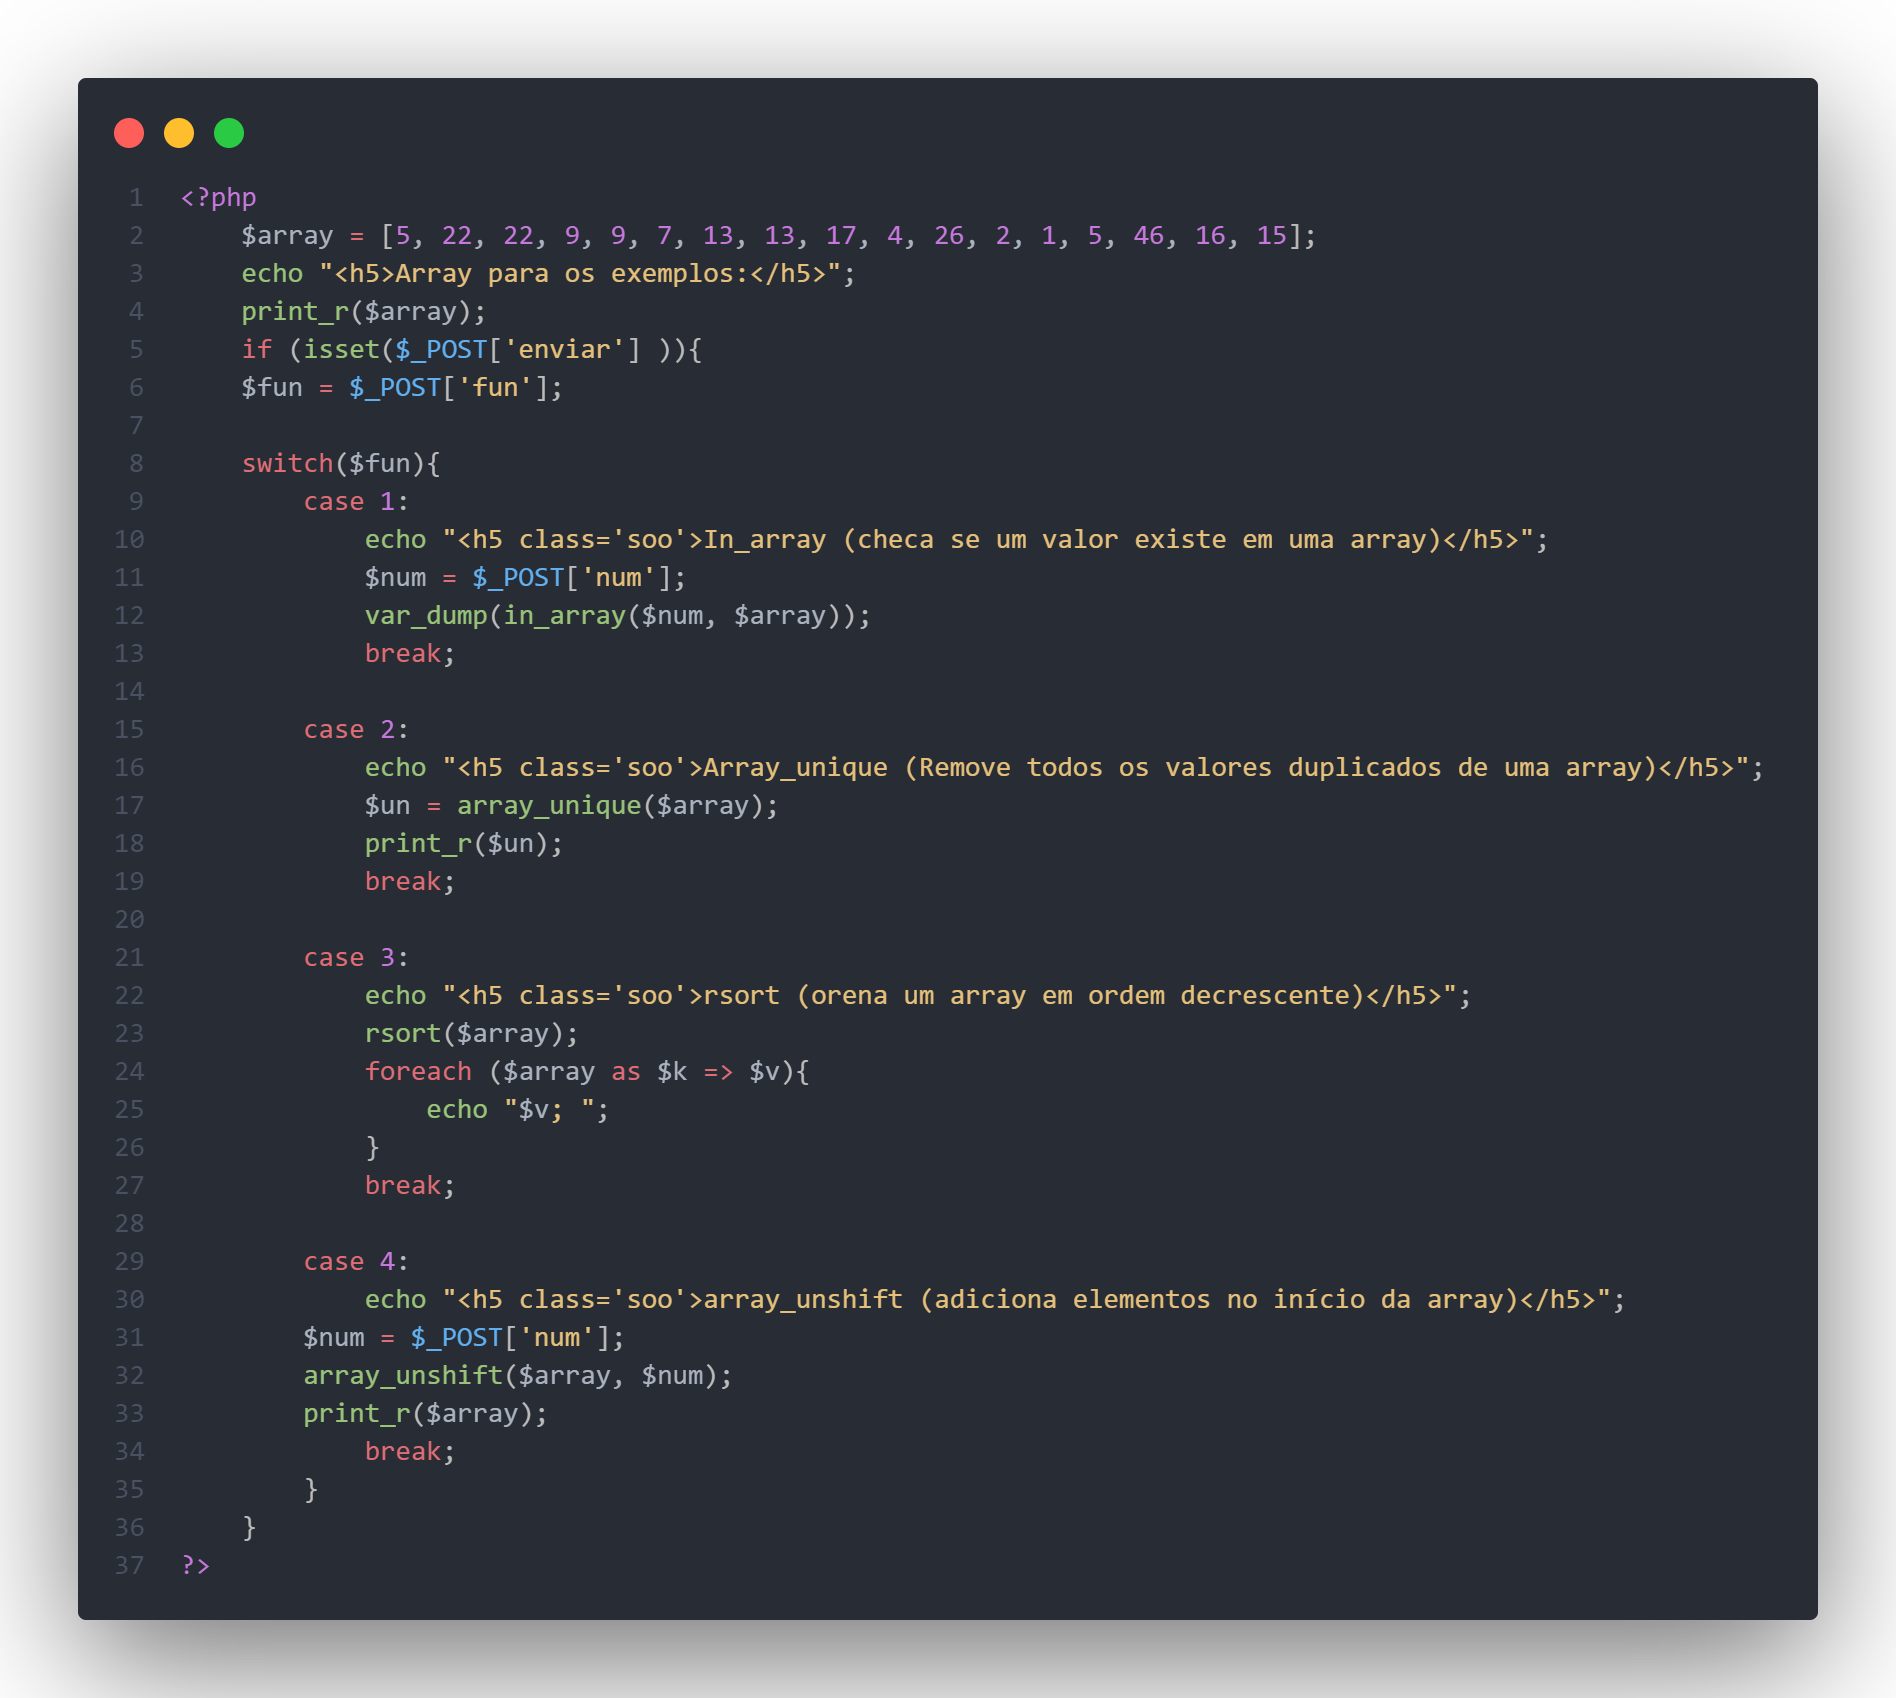 1 <?php
2     $array = [5, 22, 22, 9, 9, 7, 13, 13, 17, 4, 26, 2, 1, 5, 46, 16, 15];
3     echo "<h5>Array para os exemplos:</h5>";
4     print_r($array);
5     if (isset($_POST['enviar'] )){
6     $fun = $_POST['fun'];
7
8     switch($fun){
9         case 1:
10             echo "<h5 class='soo'>In_array (checa se um valor existe em uma array)</h5>";
11             $num = $_POST['num'];
12             var_dump(in_array($num, $array));
13             break;
14
15         case 2:
16             echo "<h5 class='soo'>Array_unique (Remove todos os valores duplicados de uma array)</h5>";
17             $un = array_unique($array);
18             print_r($un);
19             break;
20
21         case 3:
22             echo "<h5 class='soo'>rsort (orena um array em ordem decrescente)</h5>";
23             rsort($array);
24             foreach ($array as $k => $v){
25                 echo "$v; ";
26             }
27             break;
28
29         case 4:
30             echo "<h5 class='soo'>array_unshift (adiciona elementos no início da array)</h5>";
31         $num = $_POST['num'];
32         array_unshift($array, $num);
33         print_r($array);
34             break;
35         }
36     }
37 ?>